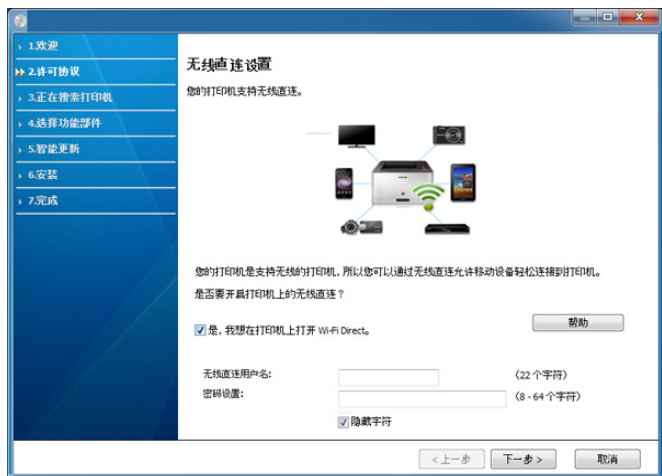 1.欢迎
2.许可协议
3.正在搜索打印机
4.选择功能部件
5.智能更新
6.安装
7.完成
无线直连设置
您的打印机支持无线直连。
您的打印机是支持无线的打印机, 所以您可以通过无线直连允许移动设备轻松连接到打印机。
是否要开启打印机上的无线直连?
是, 我想在打印机上打开 Wi-Fi Direct。
帮助
无线直连用户名:
(22 个字符)
密码设置:
(8 - 64 个字符)
隐藏字符
< 上一步
下一步 >
取消